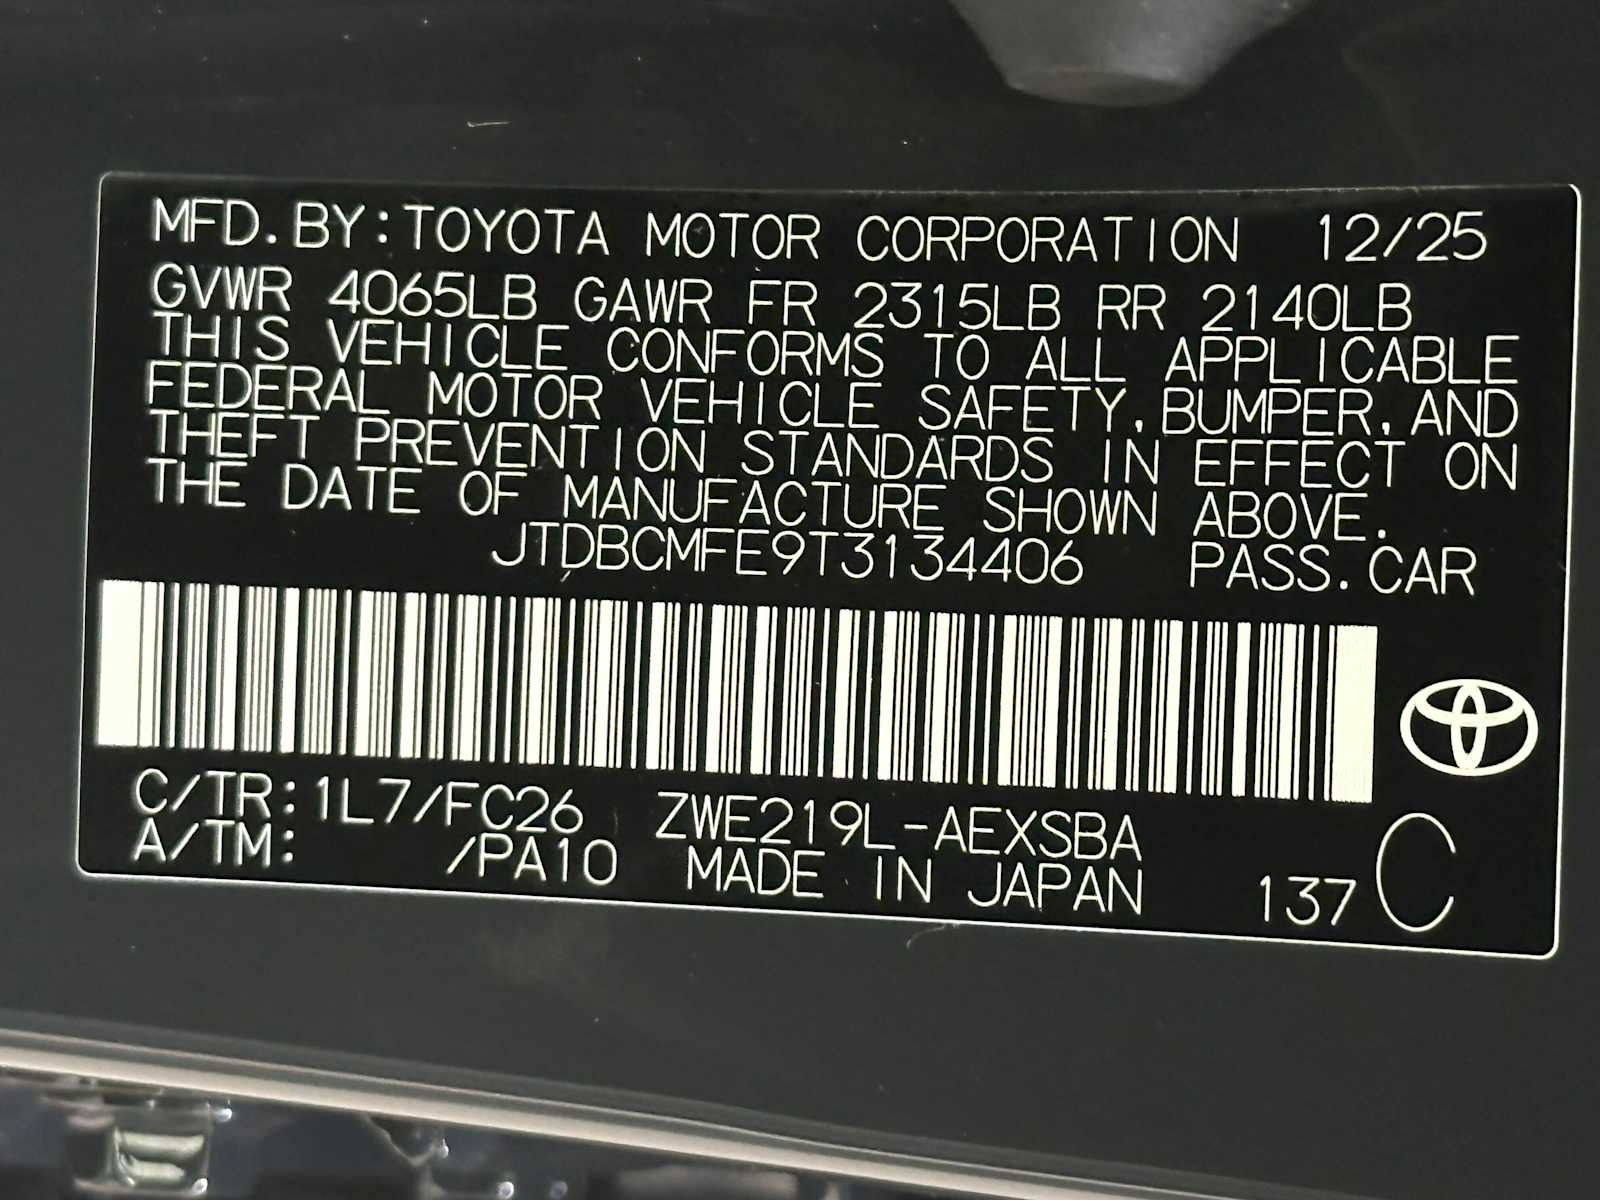 MFD.BY:TOYOTA MOTOR CORPORATION 12/25
GVWR 4065LB GAWR FR 2315LB RR 2140LB
THIS VEHICLE CONFORMS TO ALL APPLICABLE
FEDERAL MOTOR VEHICLE SAFETY,BUMPER,AND
THEFT PREVENTION STANDARDS IN EFFECT ON
THE DATE OF MANUFACTURE SHOWN ABOVE.
JTDBCMFE9T3134406 PASS.CAR
C/TR:1L7/FC26 ZWE219L-AEXSBA
A/TM: /PA10 MADE IN JAPAN 137 C